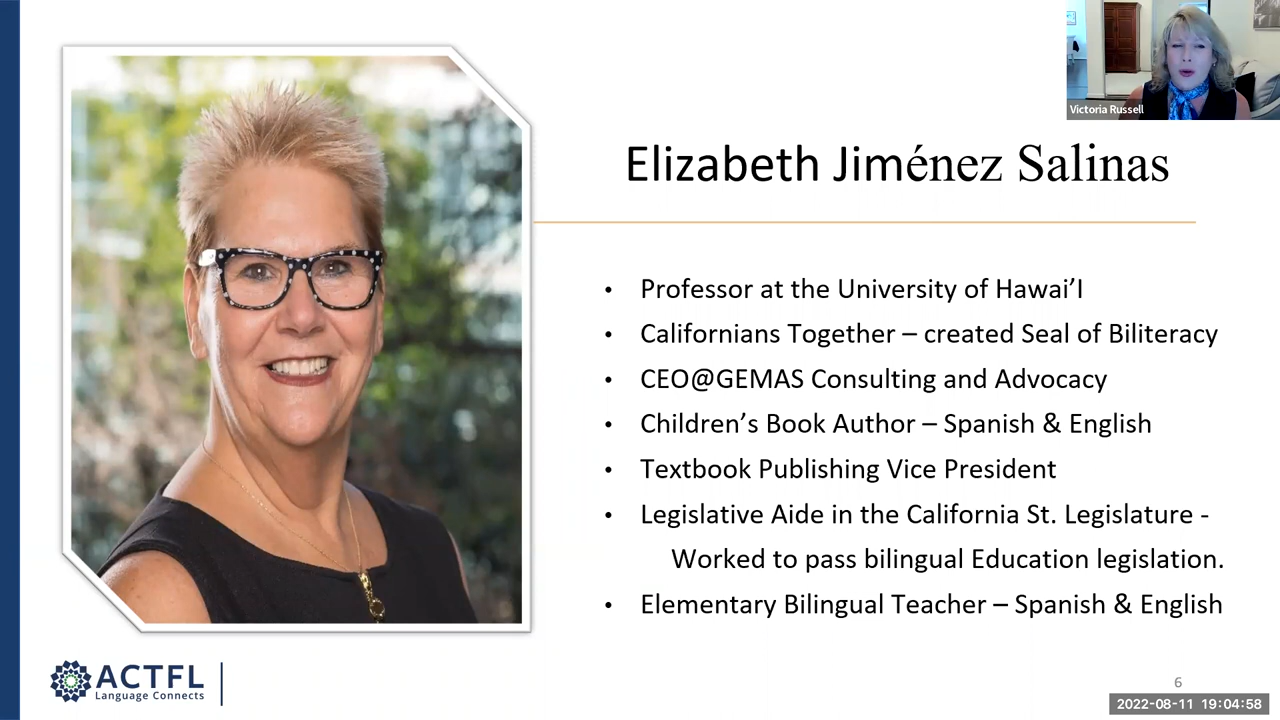 Victoria Russell
Elizabeth Jiménez Salinas
• Professor at the University of Hawai’I
• Californians Together – created Seal of Biliteracy
• CEO@GEMAS Consulting and Advocacy
• Children’s Book Author – Spanish & English
• Textbook Publishing Vice President
• Legislative Aide in the California St. Legislature -
Worked to pass bilingual Education legislation.
• Elementary Bilingual Teacher – Spanish & English
ACTFL
Language Connects
6
2022-08-11 19:04:58